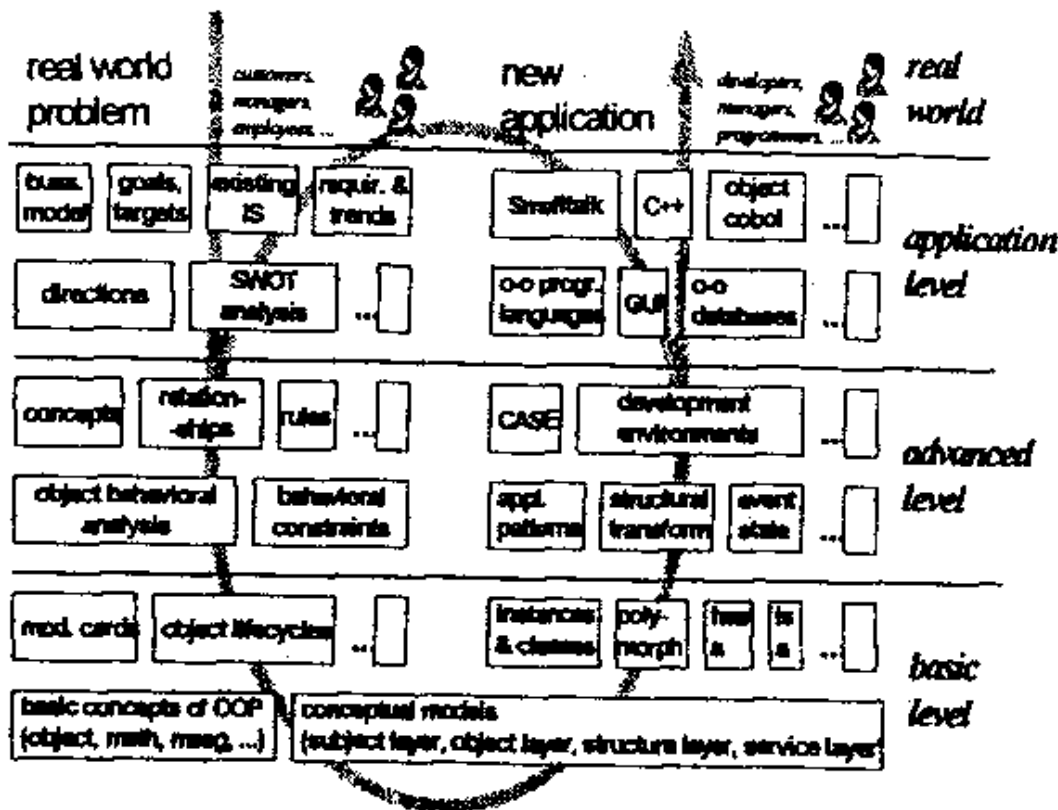 real world
problem
customers,
managers,
employees, ...
new
application
developers,
managers,
programmers, ...
real
world
buss.
model
goals,
targets
existing
IS
requir. &
trends
Smalltalk
C++
object
cobol
...
application
level
directions
SWOT
analysis
...
o-o progr.
languages
GUI
o-o
databases
...
concepts
relation-
-ships
rules
...
CASE
development
environments
...
advanced
level
object behavioral
analysis
behavioral
constraints
appl.
patterns
structural
transform
event
state
...
mod. cards
object lifecycles
...
instances
& classes
poly-
morph
has
a
is
a
...
basic
level
basic concepts of OOP
(object, meth, mesg, ...)
conceptual models
(subject layer, object layer, structure layer, service layer